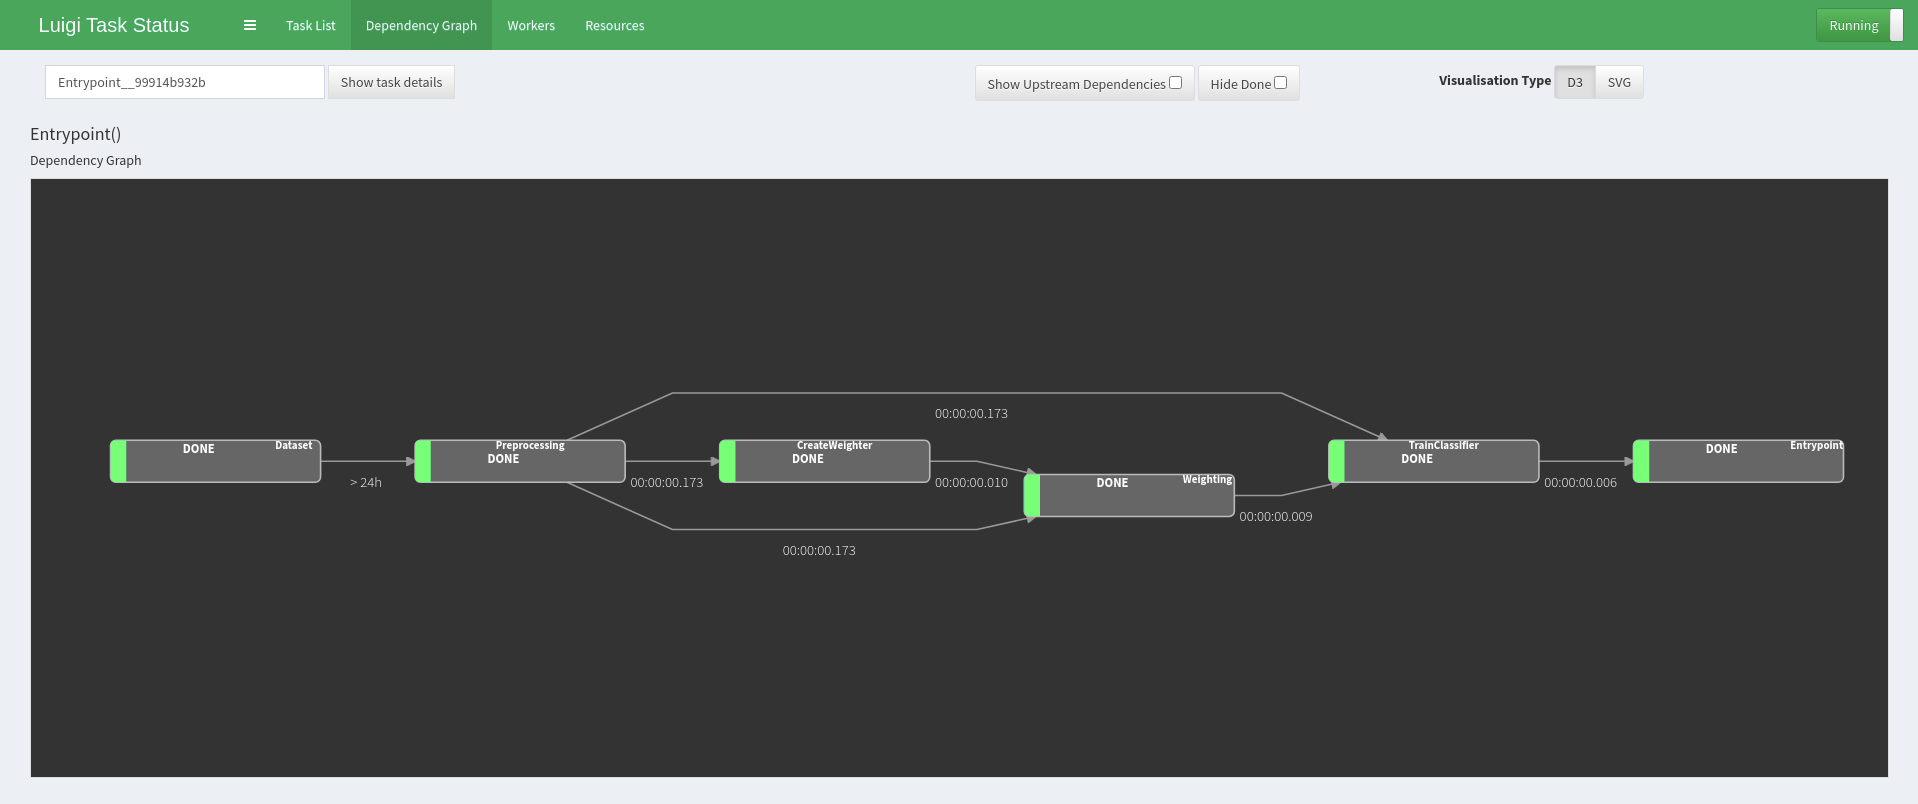 Luigi Task Status Task List Dependency Graph Workers Resources Running
Entrypoint__99914b932b Show task details Show Upstream Dependencies Hide Done Visualisation Type D3 SVG
Entrypoint()
Dependency Graph
00:00:00.173
Dataset
DONE
> 24h
Preprocessing
DONE
00:00:00.173
CreateWeighter
DONE
00:00:00.010
Weighting
DONE
00:00:00.009
TrainClassifier
DONE
00:00:00.006
Entrypoint
DONE
00:00:00.173